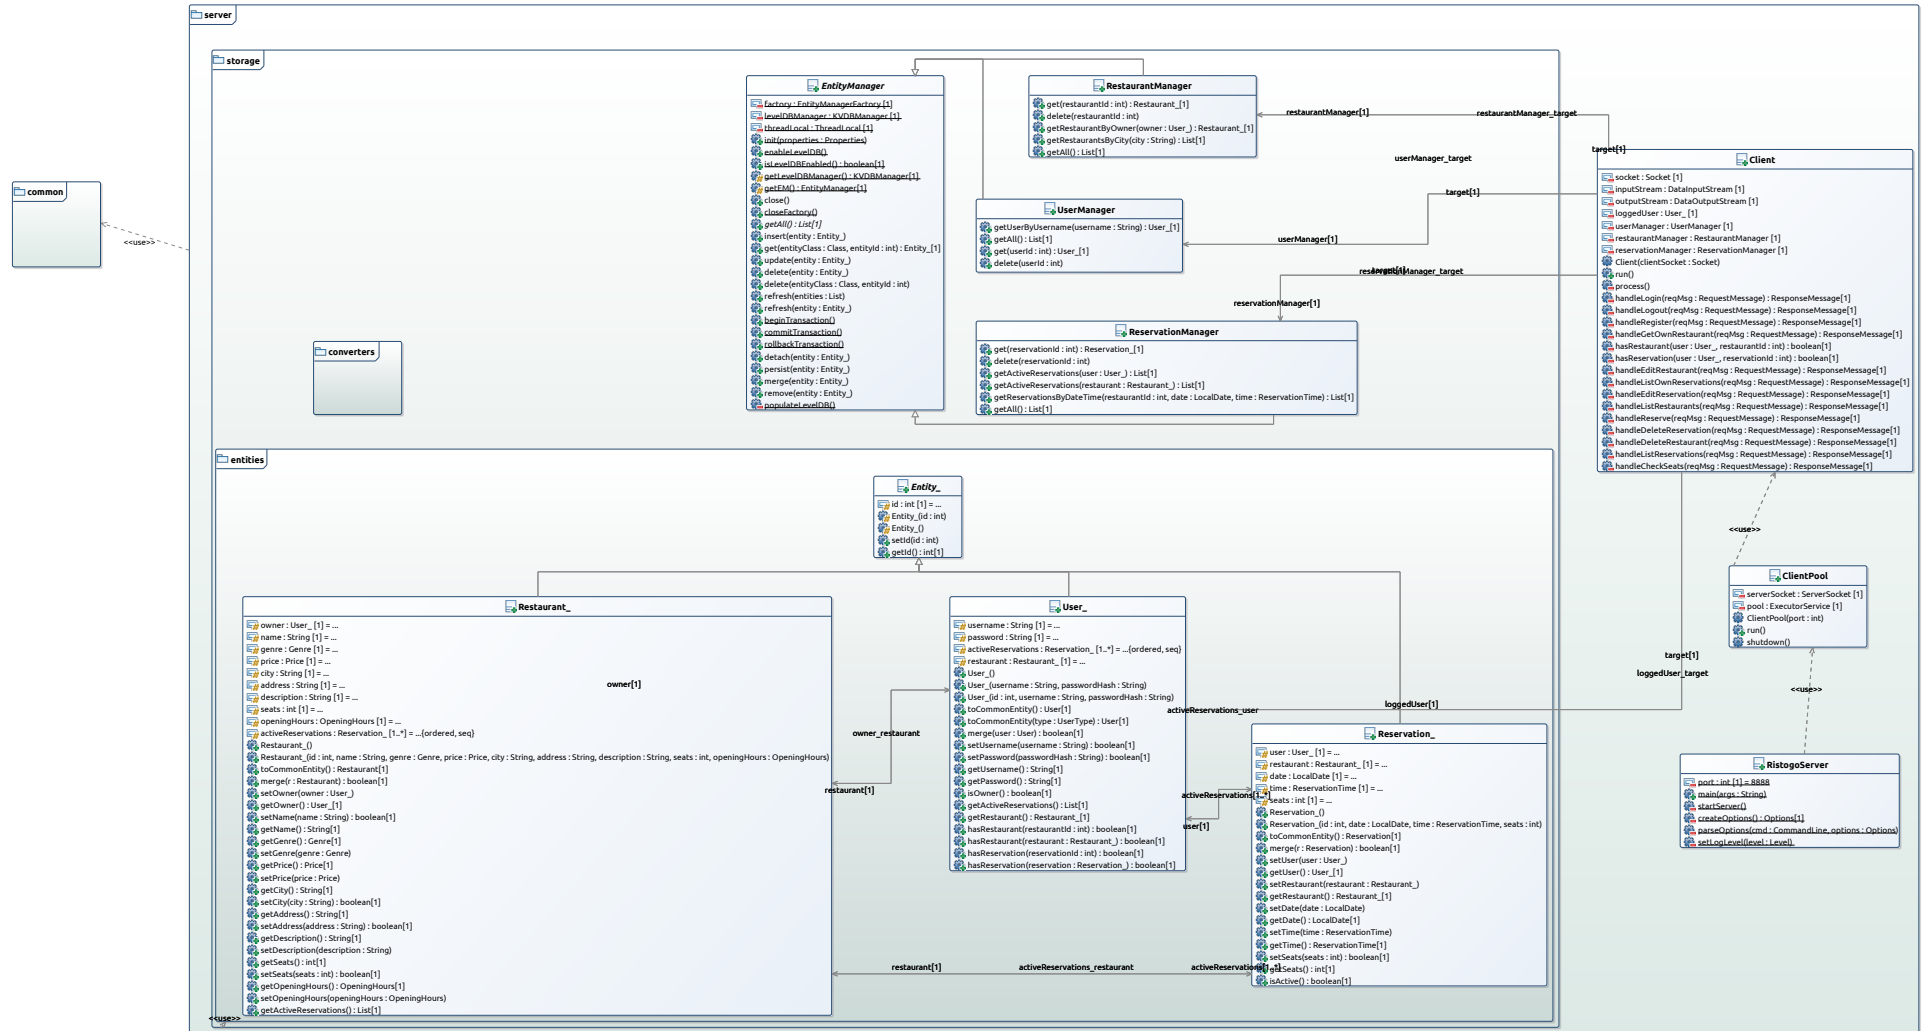 server
storage
EntityManager
factory : EntityManagerFactory [1]
levelDBManager : KVDBManager [1]
threadLocal : ThreadLocal [1]
init(properties : Properties)
enableLevelDB()
isLevelDBEnabled() : boolean[1]
getLevelDBManager() : KVDBManager[1]
getEM() : EntityManager[1]
close()
closeFactory()
getAll() : List[1]
insert(entity : Entity_)
get(entityClass : Class, entityId : int) : Entity_[1]
update(entity : Entity_)
delete(entity : Entity_)
delete(entityClass : Class, entityId : int)
refresh(entities : List)
refresh(entity : Entity_)
beginTransaction()
commitTransaction()
rollbackTransaction()
detach(entity : Entity_)
persist(entity : Entity_)
merge(entity : Entity_)
remove(entity : Entity_)
populateLevelDB()
RestaurantManager
get(restaurantId : int) : Restaurant_[1]
delete(restaurantId : int)
getRestaurantByOwner(owner : User_) : Restaurant_[1]
getRestaurantsByCity(city : String) : List[1]
getAll() : List[1]
restaurantManager[1]
restaurantManager_target
target[1]
userManager_target
target[1]
userManager[1]
UserManager
getUserByUsername(username : String) : User_[1]
getAll() : List[1]
get(userId : int) : User_[1]
delete(userId : int)
reservationManager_target
target[1]
reservationManager[1]
ReservationManager
get(reservationId : int) : Reservation_[1]
delete(reservationId : int)
getActiveReservations(user : User_) : List[1]
getActiveReservations(restaurant : Restaurant_) : List[1]
getReservationsByDateTime(restaurantId : int, date : LocalDate, time : ReservationTime) : List[1]
getAll() : List[1]
Client
socket : Socket [1]
inputStream : DataInputStream [1]
outputStream : DataOutputStream [1]
loggedUser : User_ [1]
userManager : UserManager [1]
restaurantManager : RestaurantManager [1]
reservationManager : ReservationManager [1]
Client(clientSocket : Socket)
run()
process()
handleLogin(reqMsg : RequestMessage) : ResponseMessage[1]
handleLogout(reqMsg : RequestMessage) : ResponseMessage[1]
handleRegister(reqMsg : RequestMessage) : ResponseMessage[1]
handleGetOwnRestaurant(reqMsg : RequestMessage) : ResponseMessage[1]
hasRestaurant(user : User_, restaurantId : int) : boolean[1]
hasReservation(user : User_, reservationId : int) : boolean[1]
handleEditRestaurant(reqMsg : RequestMessage) : ResponseMessage[1]
handleListOwnReservations(reqMsg : RequestMessage) : ResponseMessage[1]
handleEditReservation(reqMsg : RequestMessage) : ResponseMessage[1]
handleListRestaurants(reqMsg : RequestMessage) : ResponseMessage[1]
handleReserve(reqMsg : RequestMessage) : ResponseMessage[1]
handleDeleteReservation(reqMsg : RequestMessage) : ResponseMessage[1]
handleDeleteRestaurant(reqMsg : RequestMessage) : ResponseMessage[1]
handleListReservations(reqMsg : RequestMessage) : ResponseMessage[1]
handleCheckSeats(reqMsg : RequestMessage) : ResponseMessage[1]
common
<<use>>
converters
entities
Entity_
id : int [1] = ...
Entity_(id : int)
Entity_()
setId(id : int)
getId() : int[1]
Restaurant_
owner : User_ [1] = ...
name : String [1] = ...
genre : Genre [1] = ...
price : Price [1] = ...
city : String [1] = ...
address : String [1] = ...
description : String [1] = ...
seats : int [1] = ...
openingHours : OpeningHours [1] = ...
activeReservations : Reservation_ [1..*] = ...{ordered, seq}
Restaurant_()
Restaurant_(id : int, name : String, genre : Genre, price : Price, city : String, address : String, description : String, seats : int, openingHours : OpeningHours)
toCommonEntity() : Restaurant[1]
merge(r : Restaurant) : boolean[1]
setOwner(owner : User_)
getOwner() : User_[1]
setName(name : String) : boolean[1]
getName() : String[1]
getGenre() : Genre[1]
setGenre(genre : Genre)
getPrice() : Price[1]
setPrice(price : Price)
getCity() : String[1]
setCity(city : String) : boolean[1]
getAddress() : String[1]
setAddress(address : String) : boolean[1]
getDescription() : String[1]
setDescription(description : String)
getSeats() : int[1]
setSeats(seats : int) : boolean[1]
getOpeningHours() : OpeningHours[1]
setOpeningHours(openingHours : OpeningHours)
getActiveReservations() : List[1]
owner[1]
owner_restaurant
restaurant[1]
User_
username : String [1] = ...
password : String [1] = ...
activeReservations : Reservation_ [1..*] = ...{ordered, seq}
restaurant : Restaurant_ [1] = ...
User_()
User_(username : String, passwordHash : String)
User_(id : int, username : String, passwordHash : String)
toCommonEntity() : User[1]
toCommonEntity(type : UserType) : User[1]
merge(user : User) : boolean[1]
setUsername(username : String) : boolean[1]
setPassword(passwordHash : String) : boolean[1]
getUsername() : String[1]
getPassword() : String[1]
isOwner() : boolean[1]
getActiveReservations() : List[1]
getRestaurant() : Restaurant_[1]
hasRestaurant(restaurantId : int) : boolean[1]
hasRestaurant(restaurant : Restaurant_) : boolean[1]
hasReservation(reservationId : int) : boolean[1]
hasReservation(reservation : Reservation_) : boolean[1]
activeReservations_user
loggedUser[1]
activeReservations[1..*]
user[1]
Reservation_
user : User_ [1] = ...
restaurant : Restaurant_ [1] = ...
date : LocalDate [1] = ...
time : ReservationTime [1] = ...
seats : int [1] = ...
Reservation_()
Reservation_(id : int, date : LocalDate, time : ReservationTime, seats : int)
toCommonEntity() : Reservation[1]
merge(r : Reservation) : boolean[1]
setUser(user : User_)
getUser() : User_[1]
setRestaurant(restaurant : Restaurant_)
getRestaurant() : Restaurant_[1]
setDate(date : LocalDate)
getDate() : LocalDate[1]
setTime(time : ReservationTime)
getTime() : ReservationTime[1]
setSeats(seats : int) : boolean[1]
getSeats() : int[1]
isActive() : boolean[1]
restaurant[1]
activeReservations_restaurant
activeReservations[1..*]
<<use>>
<<use>>
ClientPool
serverSocket : ServerSocket [1]
pool : ExecutorService [1]
ClientPool(port : int)
run()
shutdown()
target[1]
loggedUser_target
<<use>>
RistogoServer
port : int [1] = 8888
main(args : String)
startServer()
createOptions() : Options[1]
parseOptions(cmd : CommandLine, options : Options)
setLogLevel(level : Level)